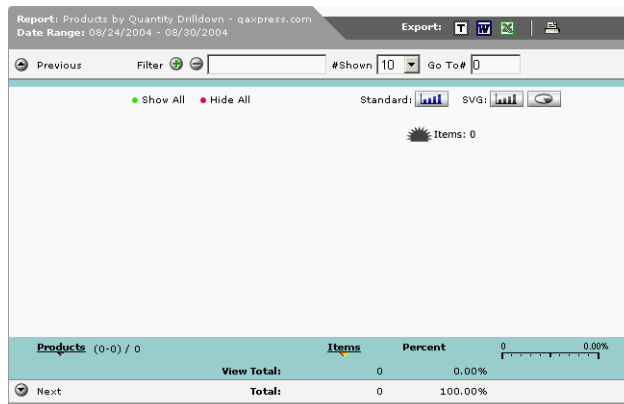 Report: Products by Quantity Drilldown - qaxpress.com
Date Range: 08/24/2004 - 08/30/2004
Export: T W X
Previous Filter #Shown 10 Go To# 0
Show All Hide All Standard: SVG:
Items: 0
Products (0-0) / 0 Items Percent 0 0.00%
View Total: 0 0.00%
Next Total: 0 100.00%